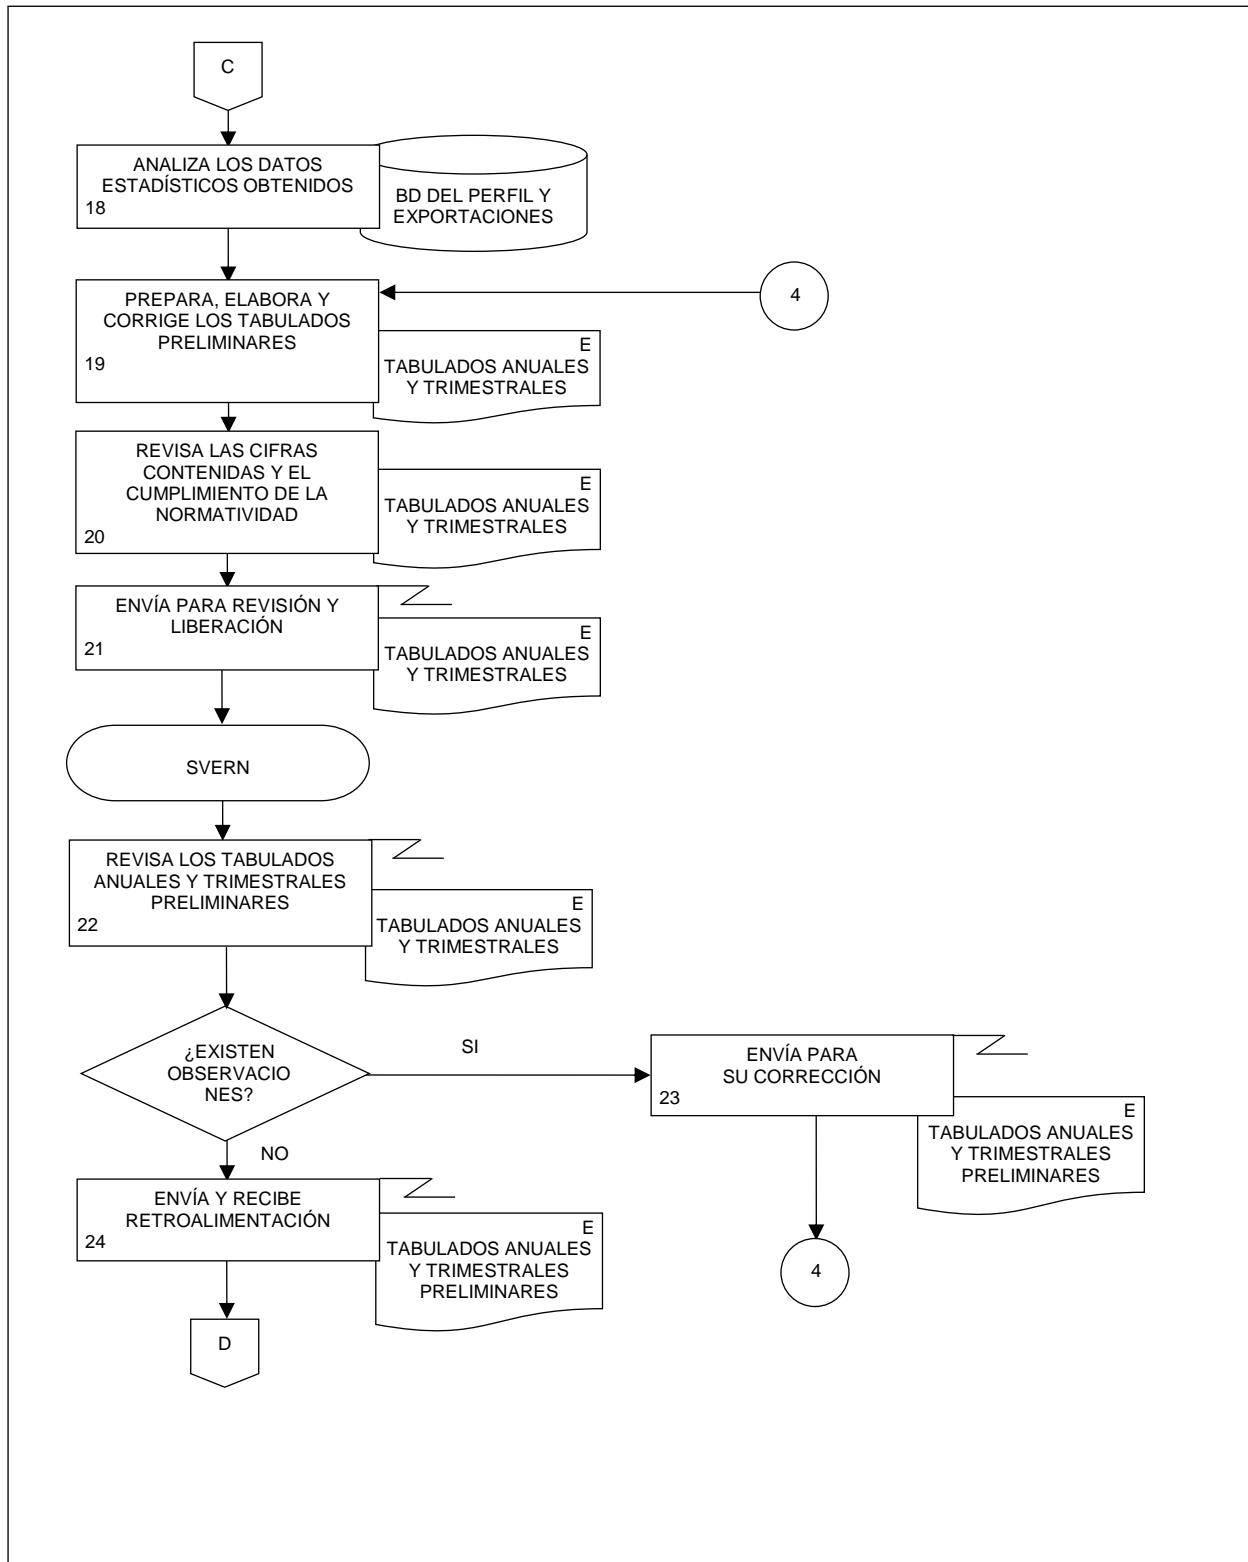 C
ANALIZA LOS DATOS
ESTADÍSTICOS OBTENIDOS
18
BD DEL PERFIL Y
EXPORTACIONES
4
PREPARA, ELABORA Y
CORRIGE LOS TABULADOS
PRELIMINARES
19
E
TABULADOS ANUALES
Y TRIMESTRALES
REVISA LAS CIFRAS
CONTENIDAS Y EL
CUMPLIMIENTO DE LA
NORMATIVIDAD
20
E
TABULADOS ANUALES
Y TRIMESTRALES
ENVÍA PARA REVISIÓN Y
LIBERACIÓN
21
E
TABULADOS ANUALES
Y TRIMESTRALES
SVERN
REVISA LOS TABULADOS
ANUALES Y TRIMESTRALES
PRELIMINARES
22
E
TABULADOS ANUALES
Y TRIMESTRALES
¿EXISTEN
OBSERVACIO
NES?
SI
ENVÍA PARA
SU CORRECCIÓN
23
E
TABULADOS ANUALES
Y TRIMESTRALES
PRELIMINARES
NO
ENVÍA Y RECIBE
RETROALIMENTACIÓN
24
E
TABULADOS ANUALES
Y TRIMESTRALES
PRELIMINARES
4
D